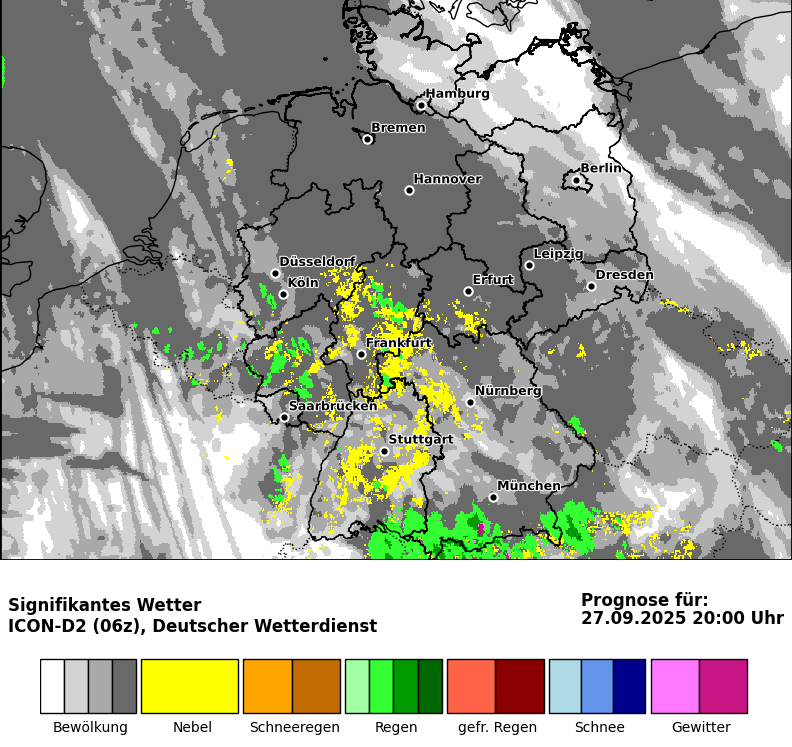 Hamburg
Bremen
Berlin
Hannover
Leipzig
Düsseldorf
Dresden
Köln
Erfurt
Frankfurt
Nürnberg
Saarbrücken
Stuttgart
München
Signifikantes Wetter
ICON-D2 (06z), Deutscher Wetterdienst
Prognose für:
27.09.2025 20:00 Uhr
Bewölkung
Nebel
Schneeregen
Regen
gefr. Regen
Schnee
Gewitter